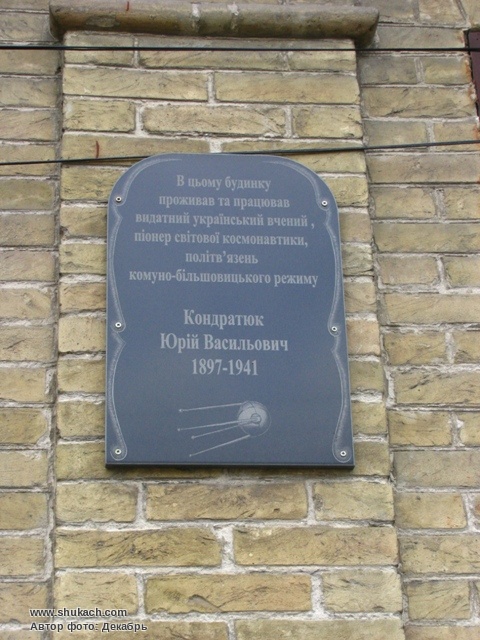 В цьому будинку
проживав та працював
видатний український вчений ,
піонер світової космонавтики,
політв'язень
комуно-більшовицького режиму
Кондратюк
Юрій Васильович
1897-1941
www.shukach.com
Автор фото: Декабрь